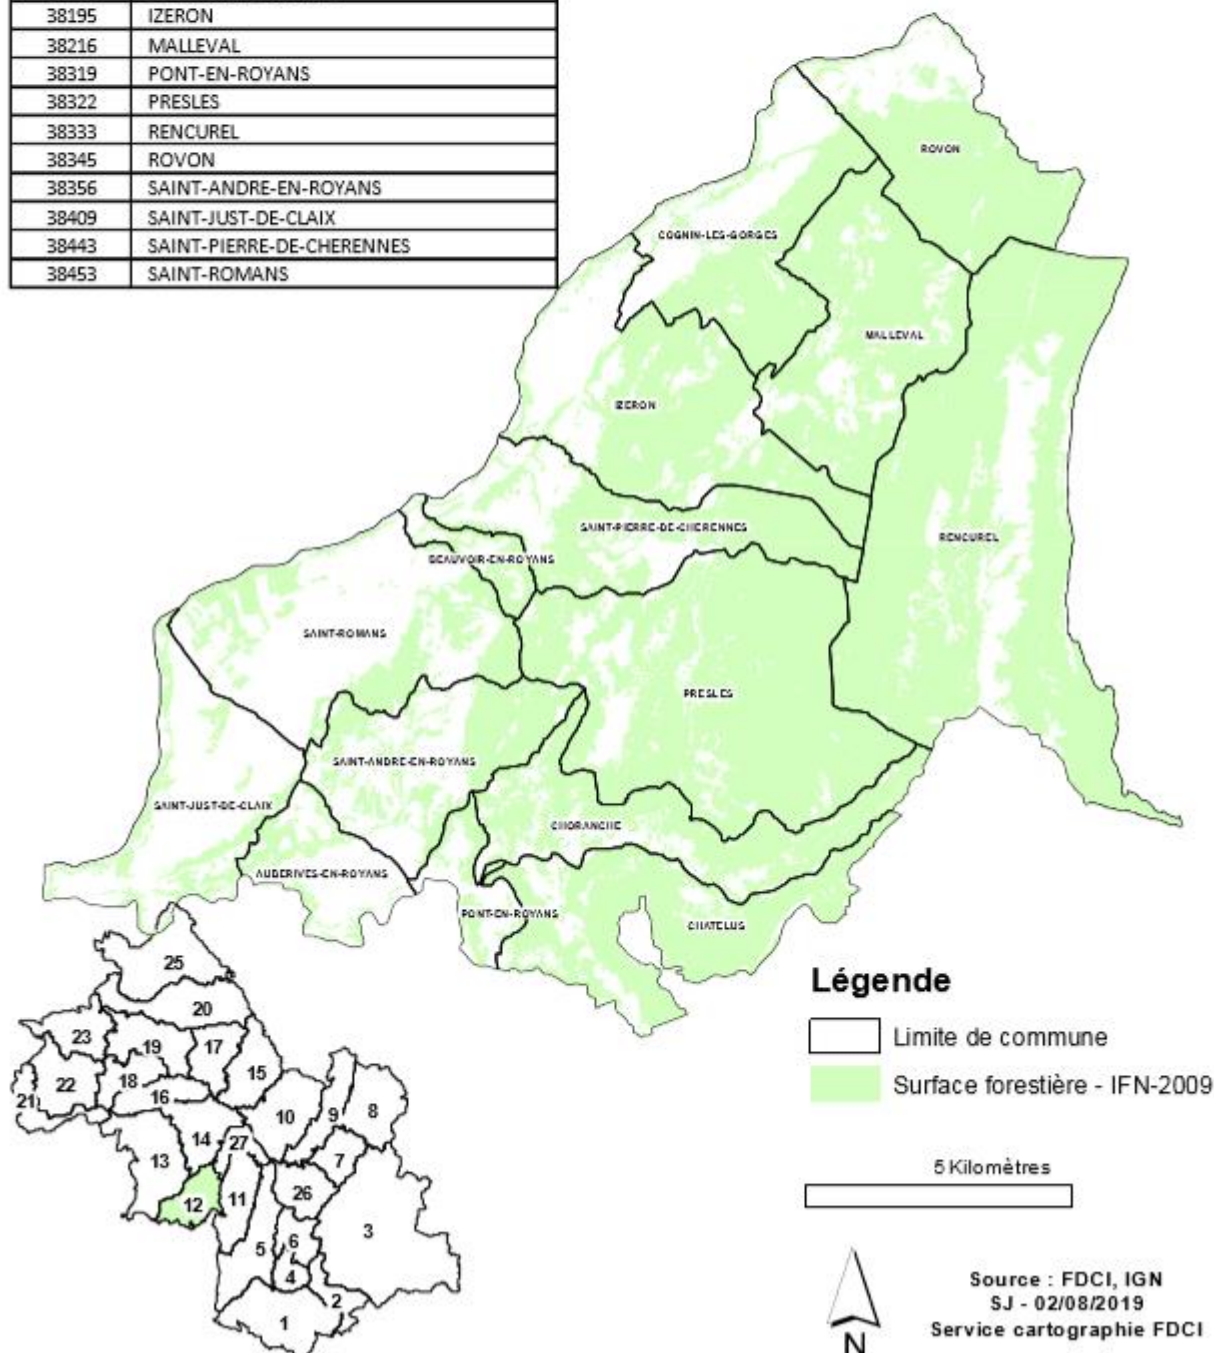 38195 IZERON
38216 MALLEVAL
38319 PONT-EN-ROYANS
38322 PRESLES
38333 RENCUREL
38345 ROVON
38356 SAINT-ANDRE-EN-ROYANS
38409 SAINT-JUST-DE-CLAIX
38443 SAINT-PIERRE-DE-CHERENNES
38453 SAINT-ROMANS
ROVON
COGNIN-LES-GORGES
MALLEVAL
IZERON
SAINT-PIERRE-DE-CHERENNES
RENCUREL
BEAUVOIR-EN-ROYANS
SAINT-ROMANS
PRESLES
SAINT-ANDRE-EN-ROYANS
SAINT-JUST-DE-CLAIX
CHORANCHE
AUBERIVES-EN-ROYANS
PONT-EN-ROYANS
CHATELUS
25
20
23
19
17
15
22
18
21
16
10
9
8
14
27
13
7
12
11
26
3
5
6
4
2
1
Légende
Limite de commune
Surface forestière - IFN-2009
5 Kilomètres
N
Source : FDCI, IGN
SJ - 02/08/2019
Service cartographie FDCI